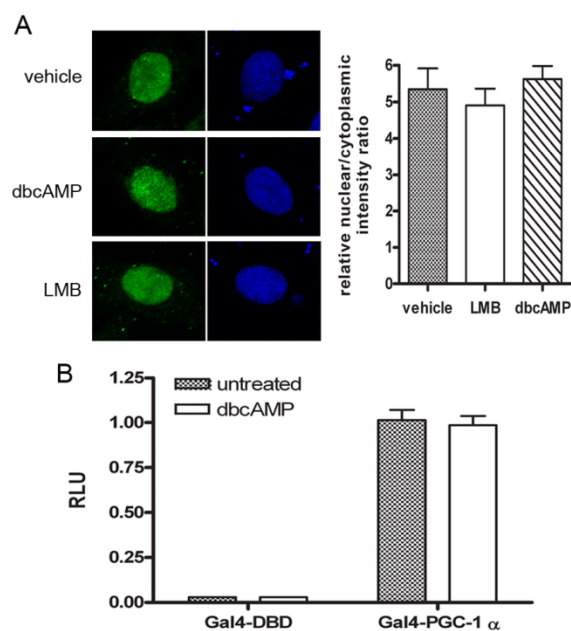 A
vehicle
dbcAMP
LMB
relative nuclear/cytoplasmic
intensity ratio
6
5
4
3
2
1
0
vehicle LMB dbcAMP
B
untreated
dbcAMP
RLU
1.25
1.00
0.75
0.50
0.25
0.00
Gal4-DBD Gal4-PGC-1 α